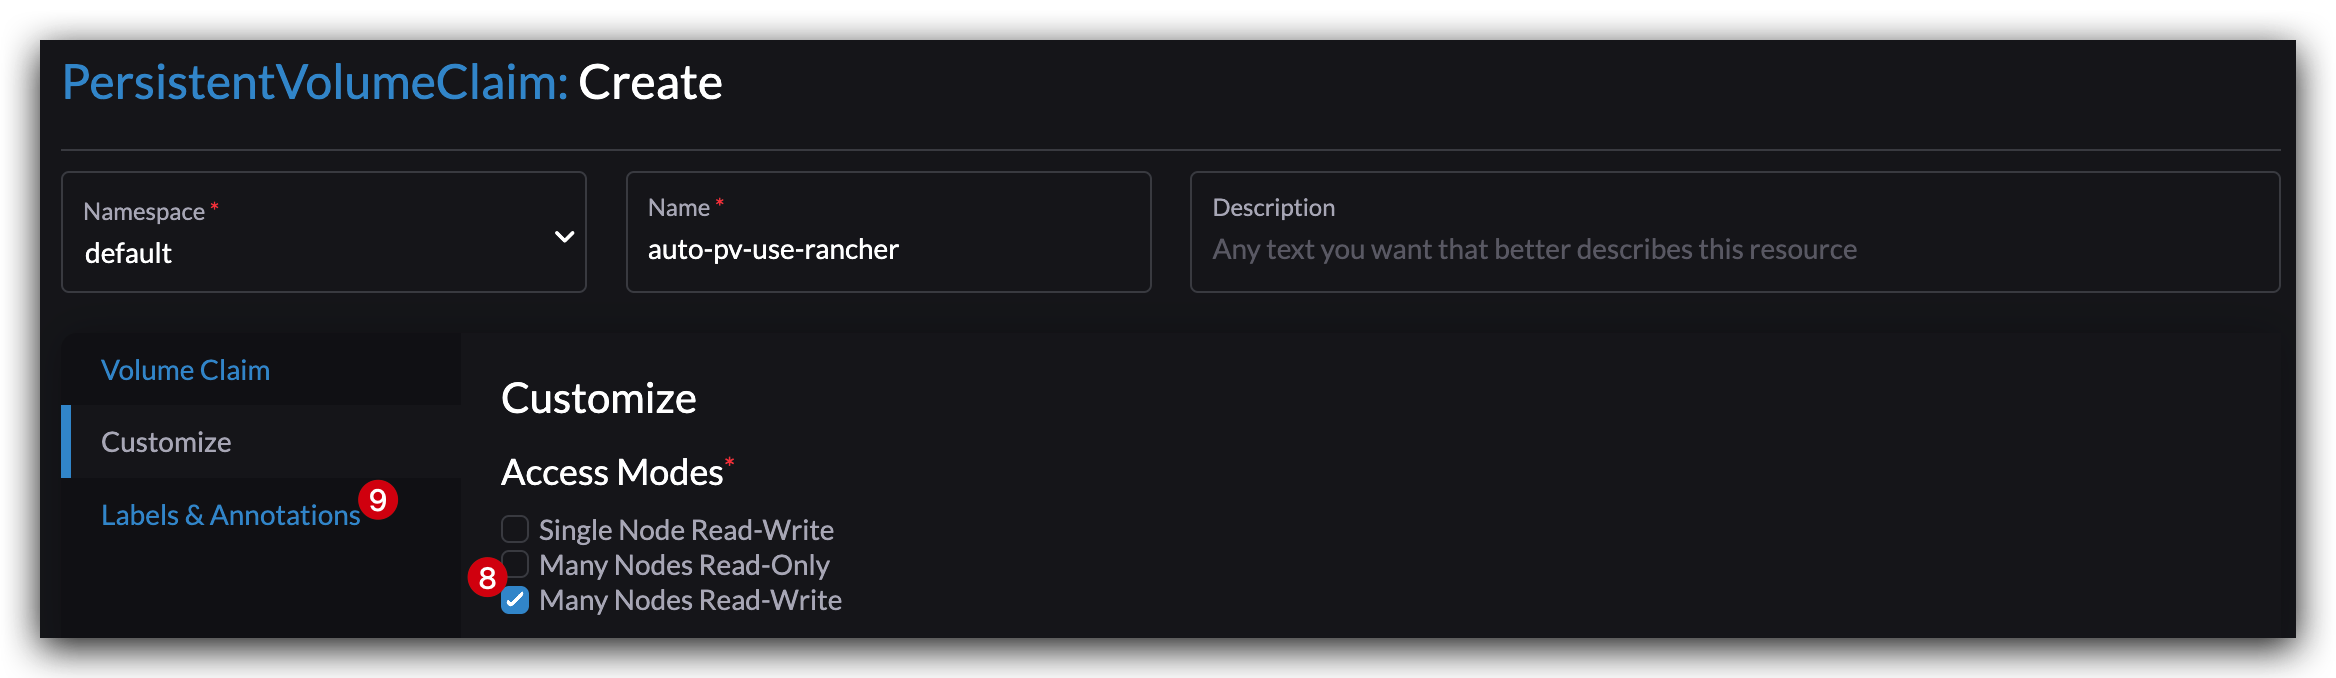 PersistentVolumeClaim: Create
Namespace *
default
Name *
auto-pv-use-rancher
Description
Any text you want that better describes this resource
Volume Claim
Customize
Labels & Annotations
9
Customize
Access Modes*
Single Node Read-Write
Many Nodes Read-Only
8
Many Nodes Read-Write